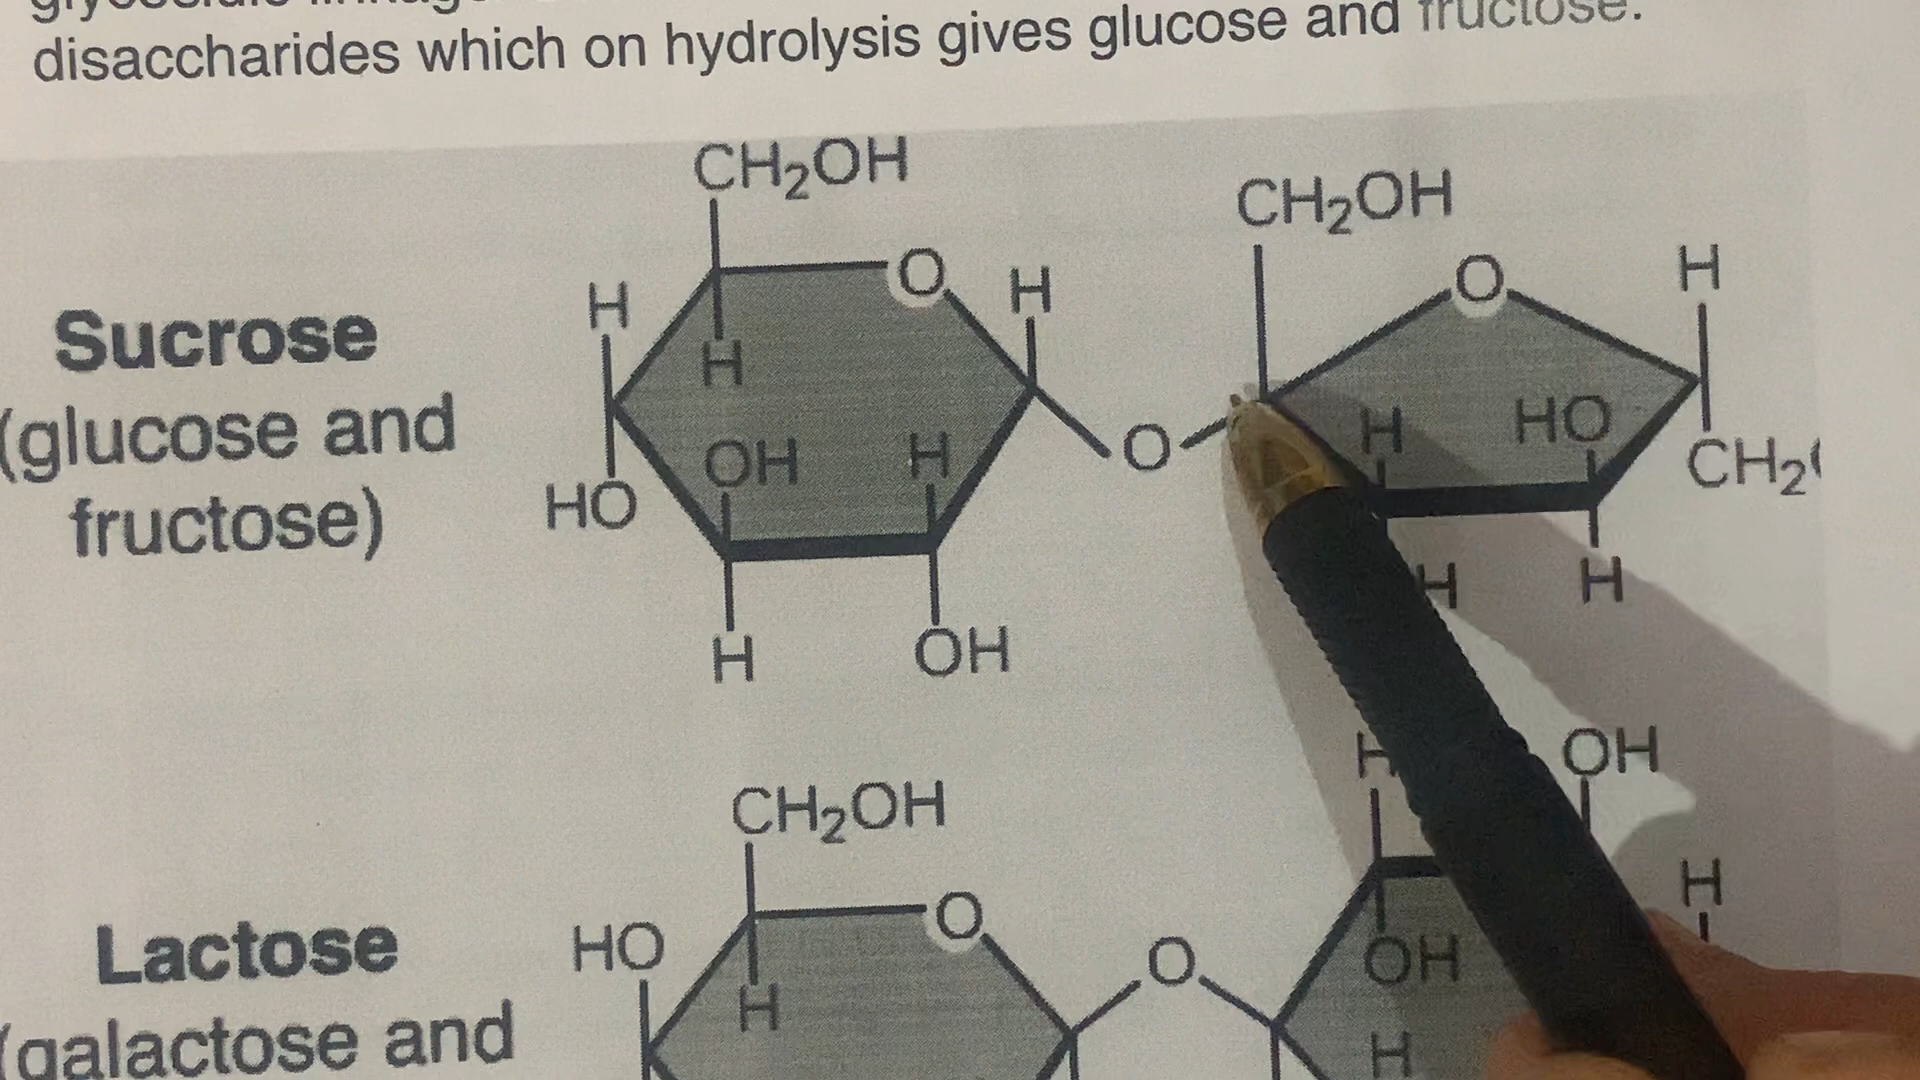 disaccharides which on hydrolysis gives glucose and fructose.
CH₂OH
CH₂OH
H O H O H
H
Sucrose
(glucose and
fructose)
OH H O H HO
HO CH₂
H H
H OH
H OH
CH₂OH
H
Lactose
HO O O OH
H H
(galactose and